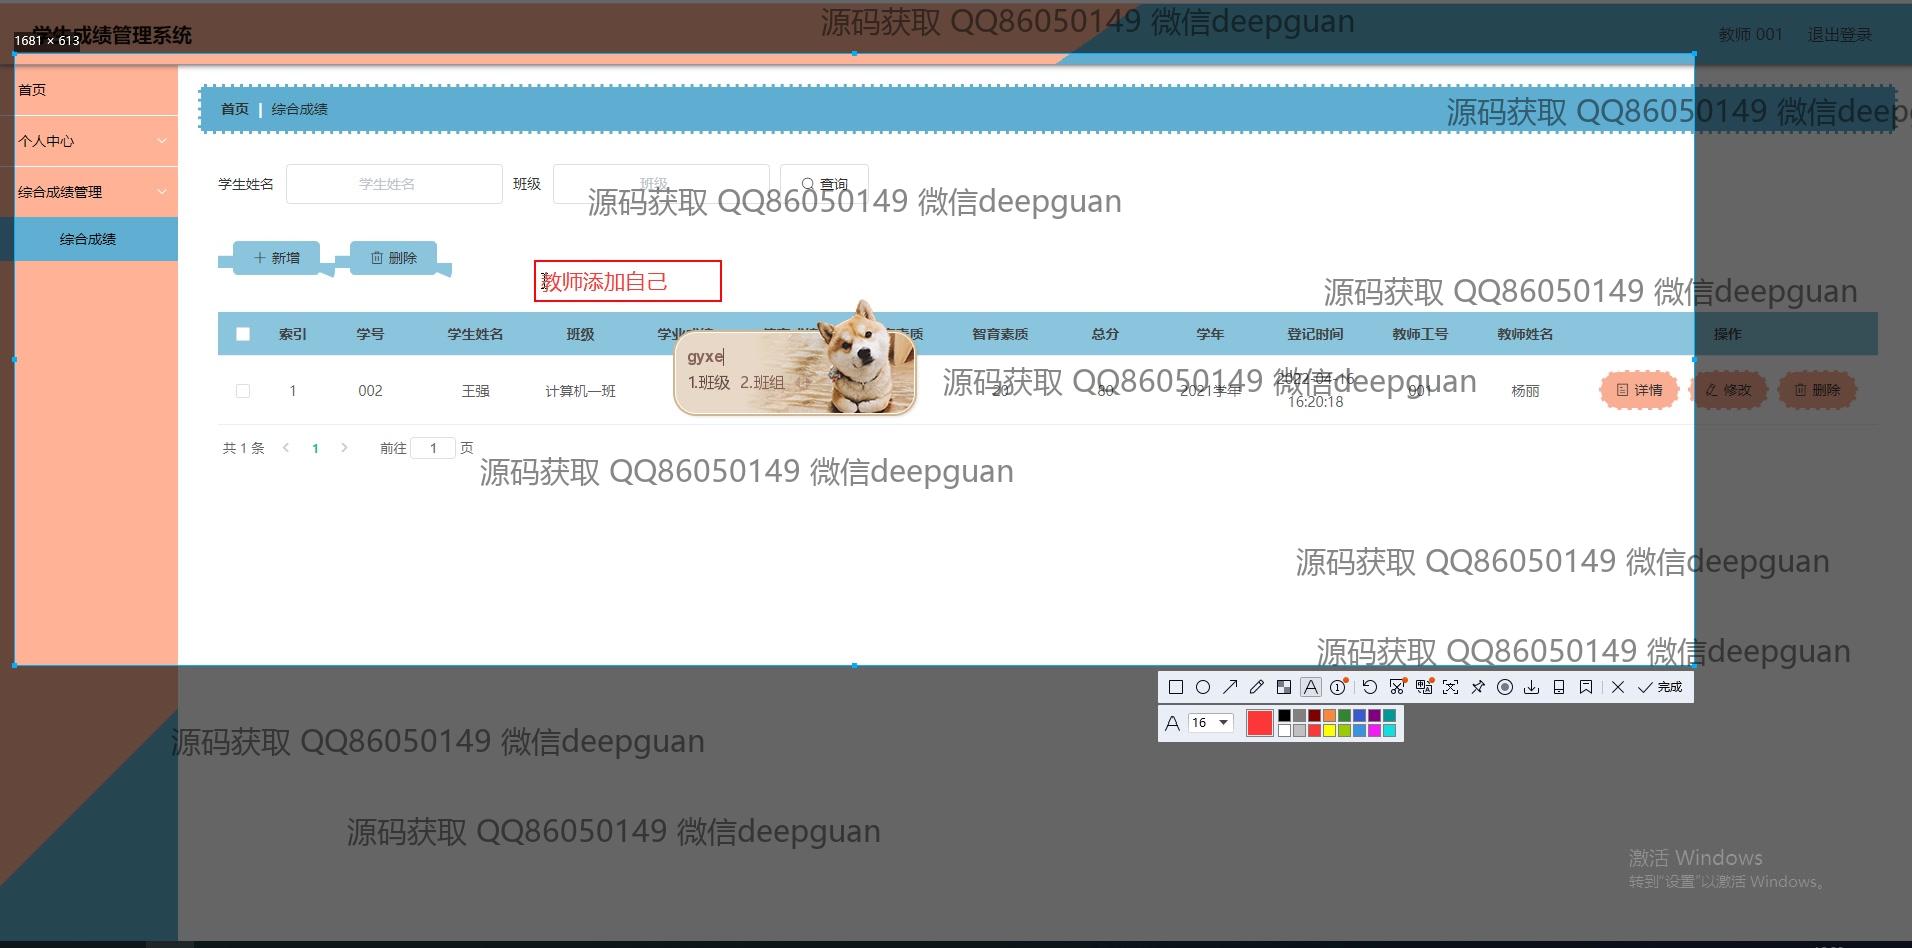 学生成绩管理系统
1681 × 613
教师 001 退出登录
源码获取 QQ86050149 微信deepguan
首页
个人中心
综合成绩管理
综合成绩
首页 | 综合成绩
源码获取 QQ86050149 微信deepg
学生姓名 学生姓名 班级 班级 查询
源码获取 QQ86050149 微信deepguan
新增 删除
教师添加自己
源码获取 QQ86050149 微信deepguan
索引 学号 学生姓名 班级 学业成绩 素质 智育素质 总分 学年 登记时间 教师工号 教师姓名 操作
gyxe
1.班级 2.班组
1 002 王强 计算机一班 20 80 2021学年 2022-04-16 16:20:18 001 杨丽 详情 修改 删除
源码获取 QQ86050149 微信deepguan
共 1 条 1 前往 1 页
源码获取 QQ86050149 微信deepguan
源码获取 QQ86050149 微信deepguan
源码获取 QQ86050149 微信deepguan
完成
A 16
源码获取 QQ86050149 微信deepguan
源码获取 QQ86050149 微信deepguan
激活 Windows
转到"设置"以激活 Windows。